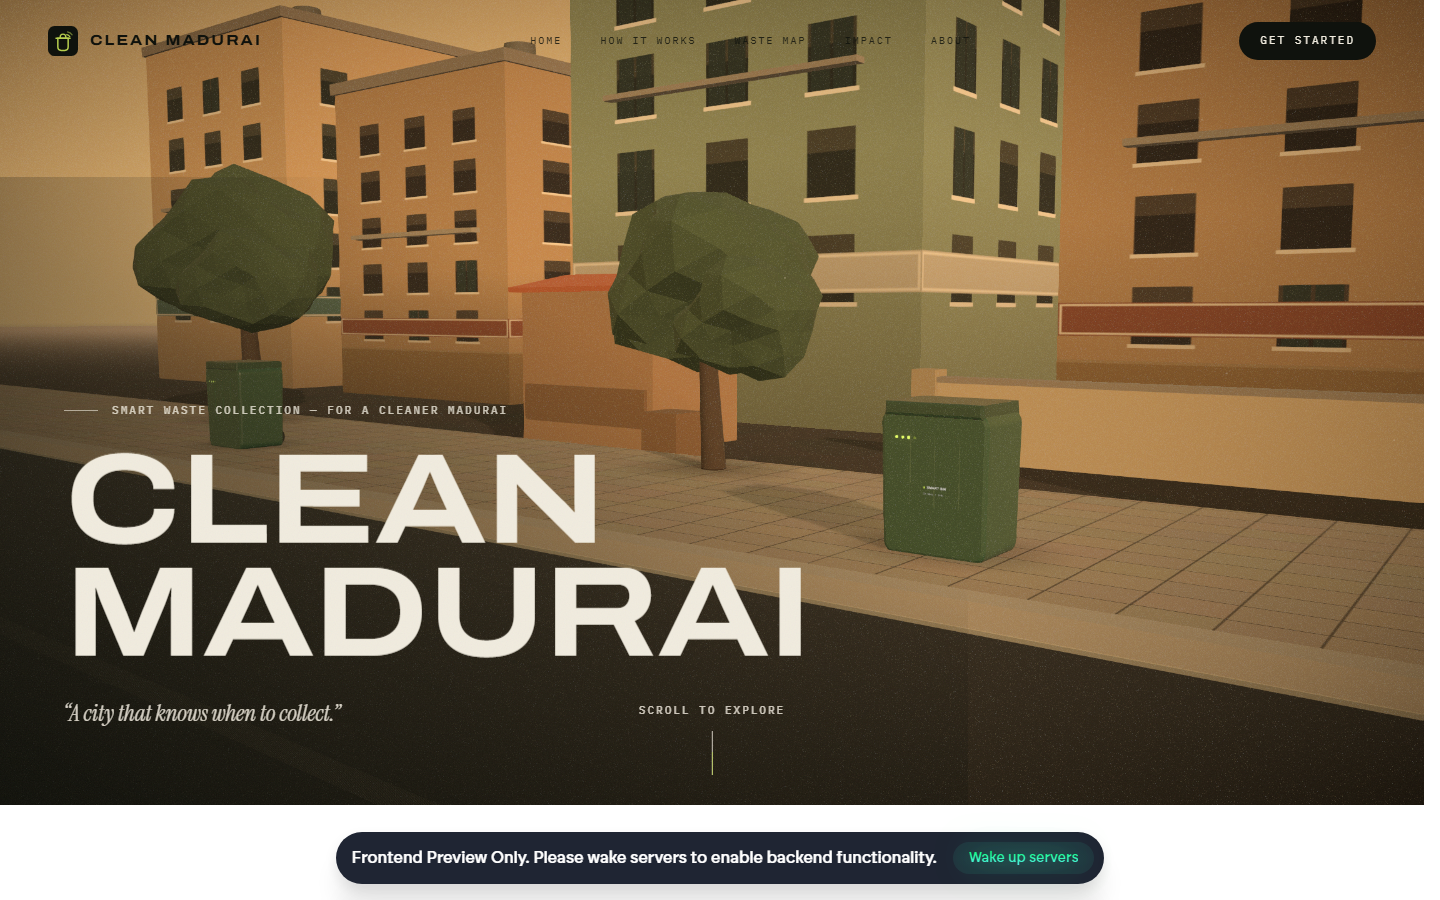 CLEAN MADURAI
HOME HOW IT WORKS WASTE MAP IMPACT ABOUT
GET STARTED
SMART WASTE COLLECTION — FOR A CLEANER MADURAI
CLEAN
MADURAI
“A city that knows when to collect.”
SCROLL TO EXPLORE
Frontend Preview Only. Please wake servers to enable backend functionality.
Wake up servers